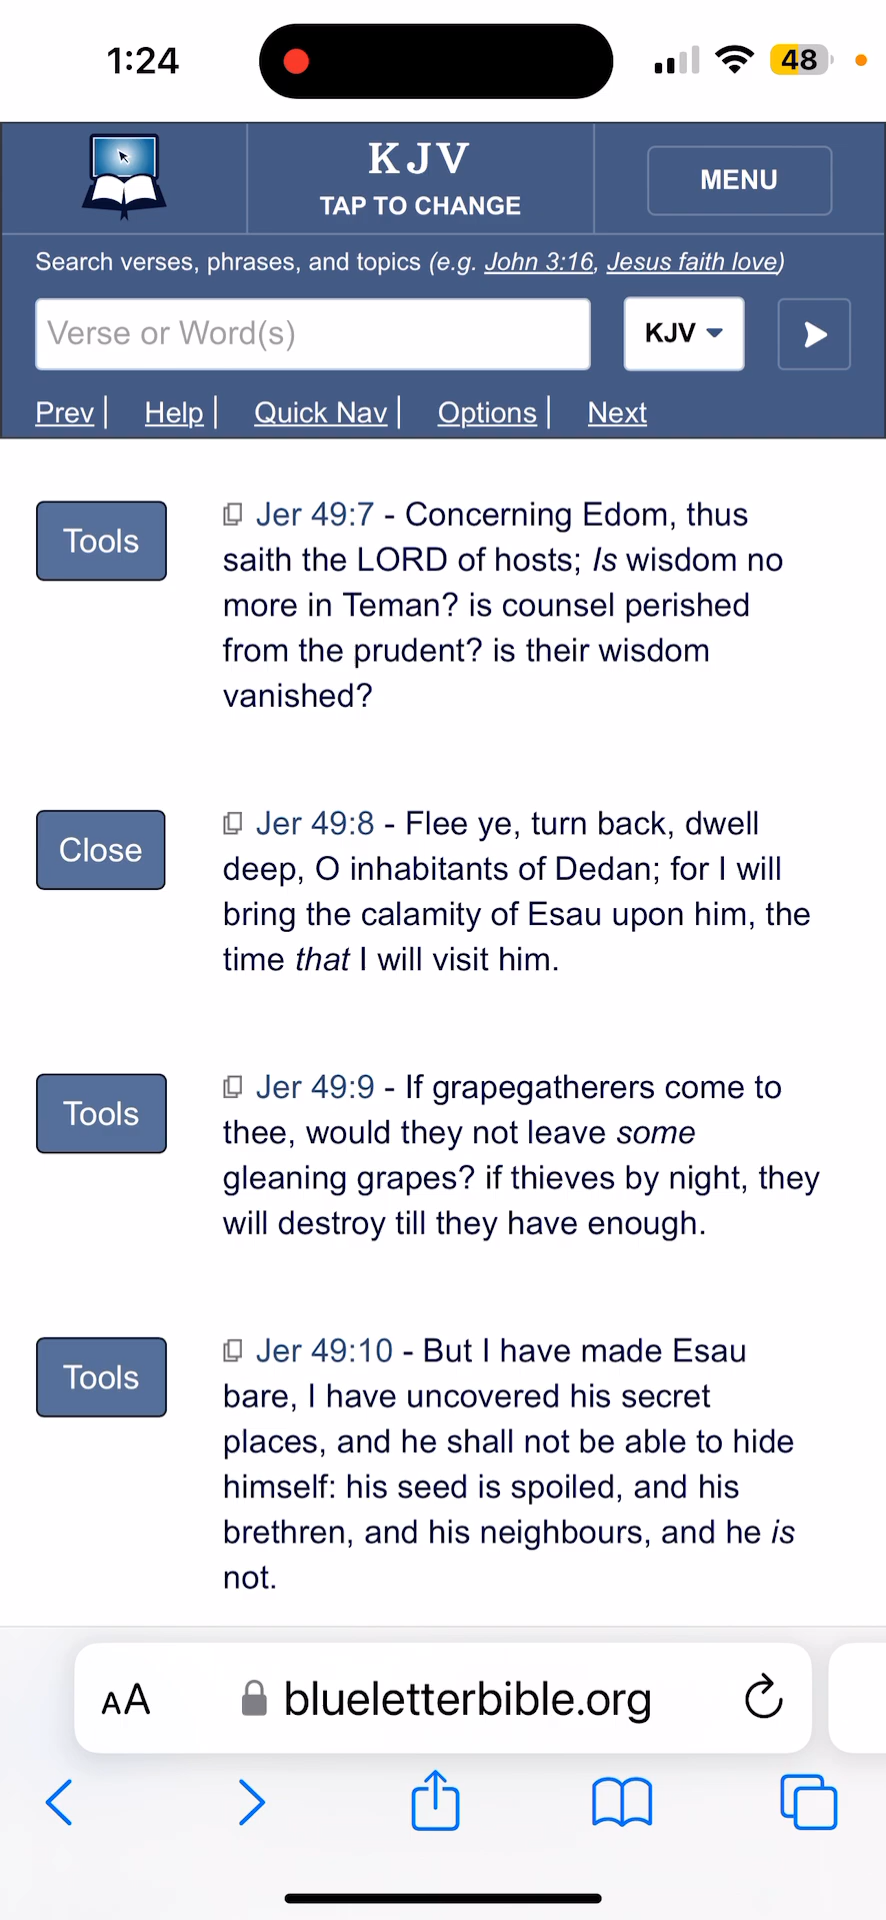 1:24
48
KJV
TAP TO CHANGE
MENU
Search verses, phrases, and topics (e.g. John 3:16, Jesus faith love)
Verse or Word(s)
KJV
Prev | Help | Quick Nav | Options | Next
Tools
Jer 49:7 - Concerning Edom, thus
saith the LORD of hosts; Is wisdom no
more in Teman? is counsel perished
from the prudent? is their wisdom
vanished?
Close
Jer 49:8 - Flee ye, turn back, dwell
deep, O inhabitants of Dedan; for I will
bring the calamity of Esau upon him, the
time that I will visit him.
Tools
Jer 49:9 - If grapegatherers come to
thee, would they not leave some
gleaning grapes? if thieves by night, they
will destroy till they have enough.
Tools
Jer 49:10 - But I have made Esau
bare, I have uncovered his secret
places, and he shall not be able to hide
himself: his seed is spoiled, and his
brethren, and his neighbours, and he is
not.
AA
blueletterbible.org